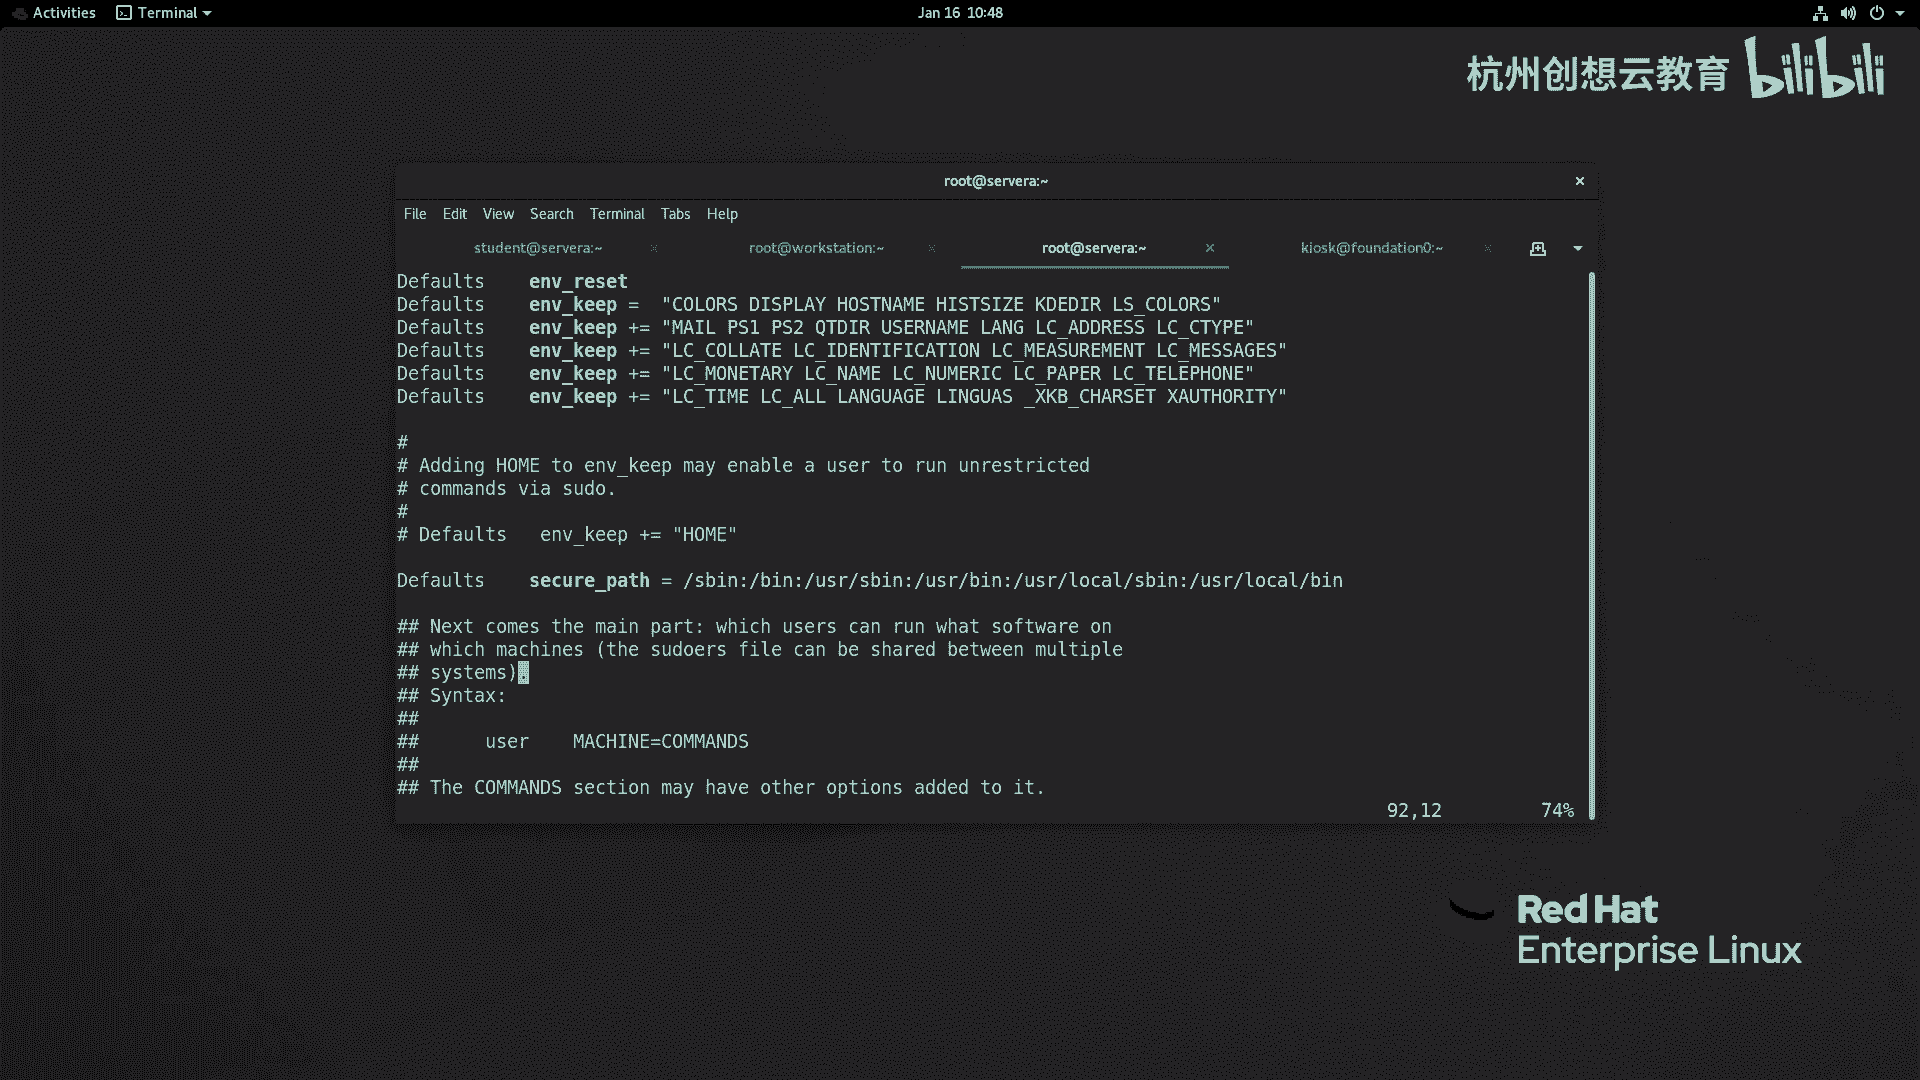 Activities
Terminal
Jan 16 10:48
杭州创想云教育 bilibili
root@servera:~
File Edit View Search Terminal Tabs Help
student@servera:~ root@workstation:~ root@servera:~ kiosk@foundation0:~
Defaults    env_reset
Defaults    env_keep =  "COLORS DISPLAY HOSTNAME HISTSIZE KDEDIR LS_COLORS"
Defaults    env_keep += "MAIL PS1 PS2 QTDIR USERNAME LANG LC_ADDRESS LC_CTYPE"
Defaults    env_keep += "LC_COLLATE LC_IDENTIFICATION LC_MEASUREMENT LC_MESSAGES"
Defaults    env_keep += "LC_MONETARY LC_NAME LC_NUMERIC LC_PAPER LC_TELEPHONE"
Defaults    env_keep += "LC_TIME LC_ALL LANGUAGE LINGUAS _XKB_CHARSET XAUTHORITY"
#
# Adding HOME to env_keep may enable a user to run unrestricted
# commands via sudo.
#
# Defaults   env_keep += "HOME"
Defaults    secure_path = /sbin:/bin:/usr/sbin:/usr/bin:/usr/local/sbin:/usr/local/bin
## Next comes the main part: which users can run what software on
## which machines (the sudoers file can be shared between multiple
## systems).
## Syntax:
##
##      user    MACHINE=COMMANDS
##
## The COMMANDS section may have other options added to it.
92,12         74%
Red Hat
Enterprise Linux